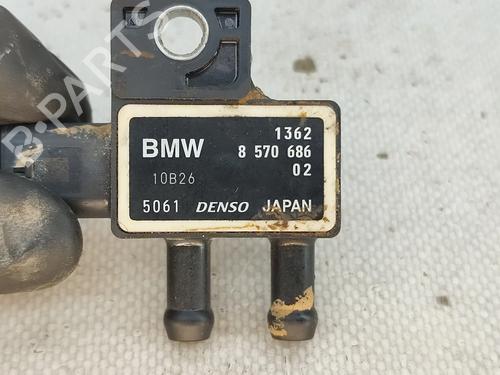 B-PARTS
1362
BMW 8 570 686
02
10B26
5061 DENSO JAPAN